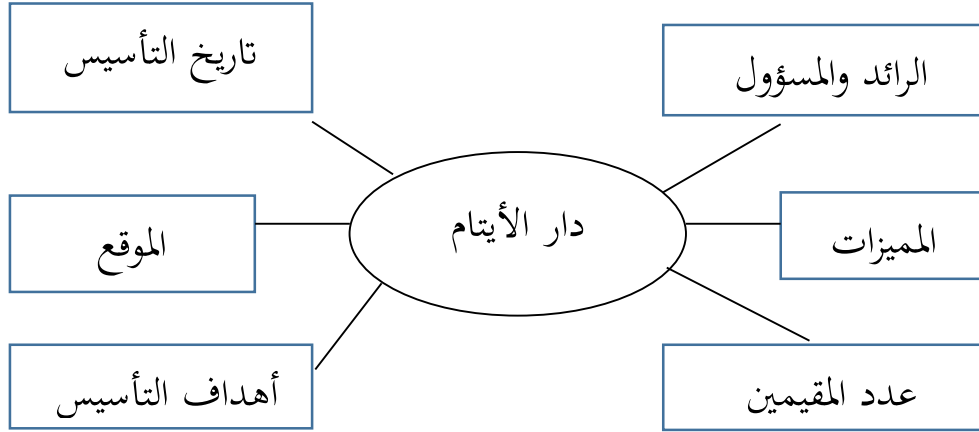 الرائد والمسؤول
تاريخ التأسيس
دار الأيتام
المميزات
الموقع
عدد المقيمين
أهداف التأسيس